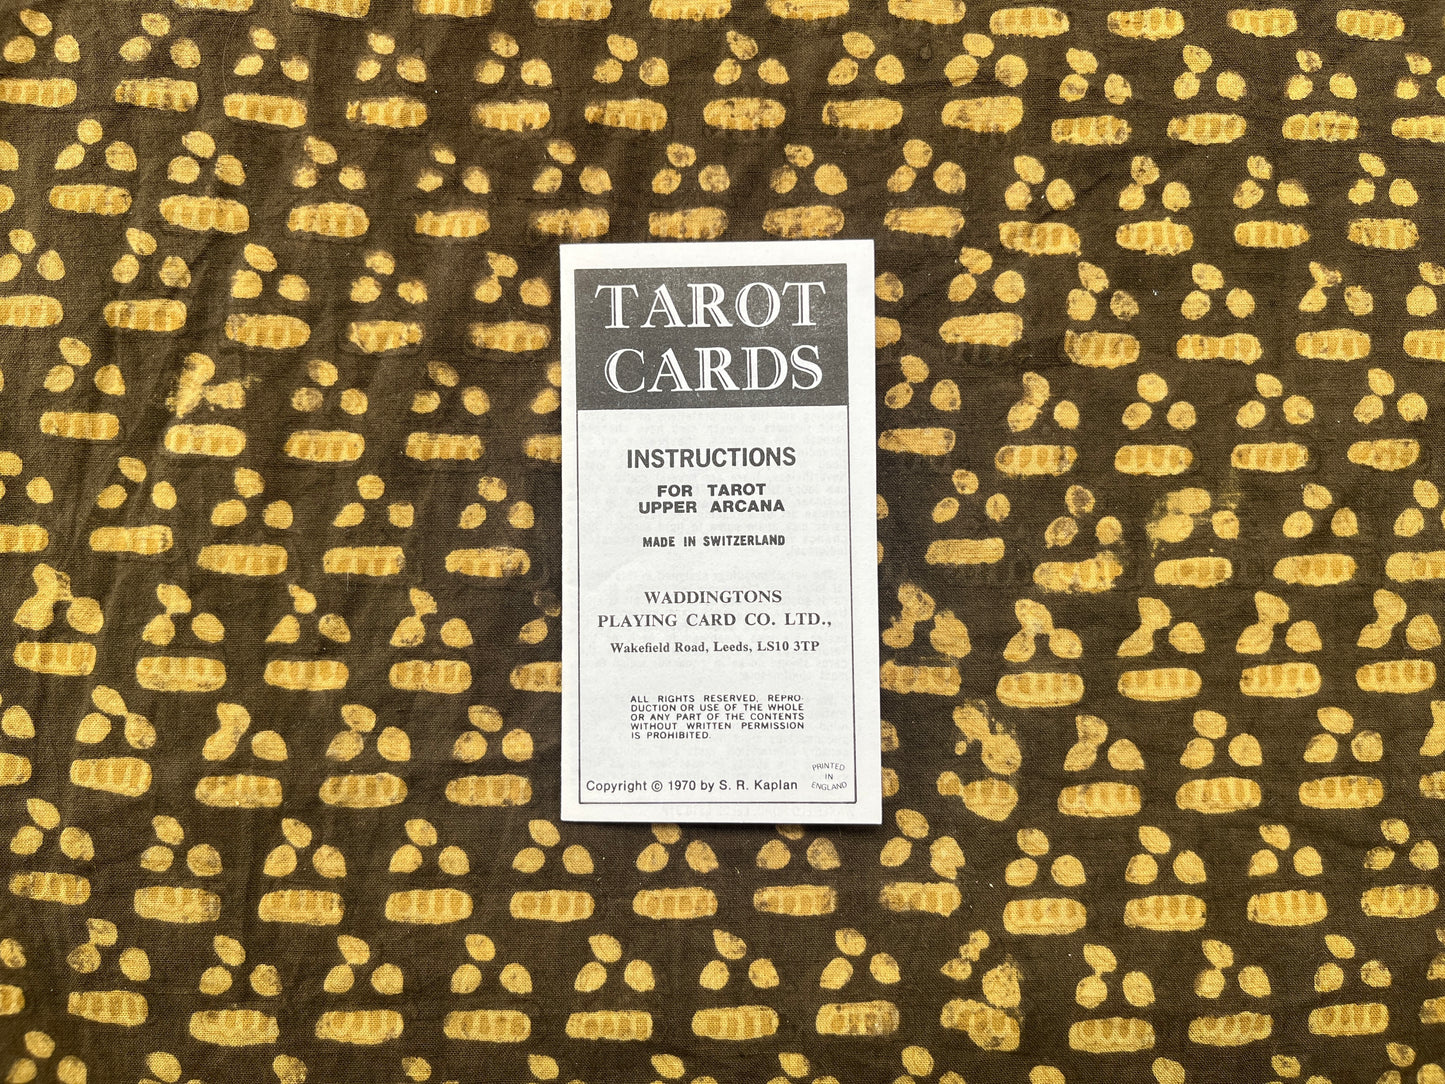 TAROT
CARDS
INSTRUCTIONS
FOR TAROT
UPPER ARCANA
MADE IN SWITZERLAND
WADDINGTONS
PLAYING CARD CO. LTD.,
Wakefield Road, Leeds, LS10 3TP
ALL RIGHTS RESERVED, REPRO-
DUCTION OR USE OF THE WHOLE
OR ANY PART OF THE CONTENTS
WITHOUT WRITTEN PERMISSION
IS PROHIBITED.
Copyright © 1970 by S. R. Kaplan
PRINTED
IN
ENGLAND